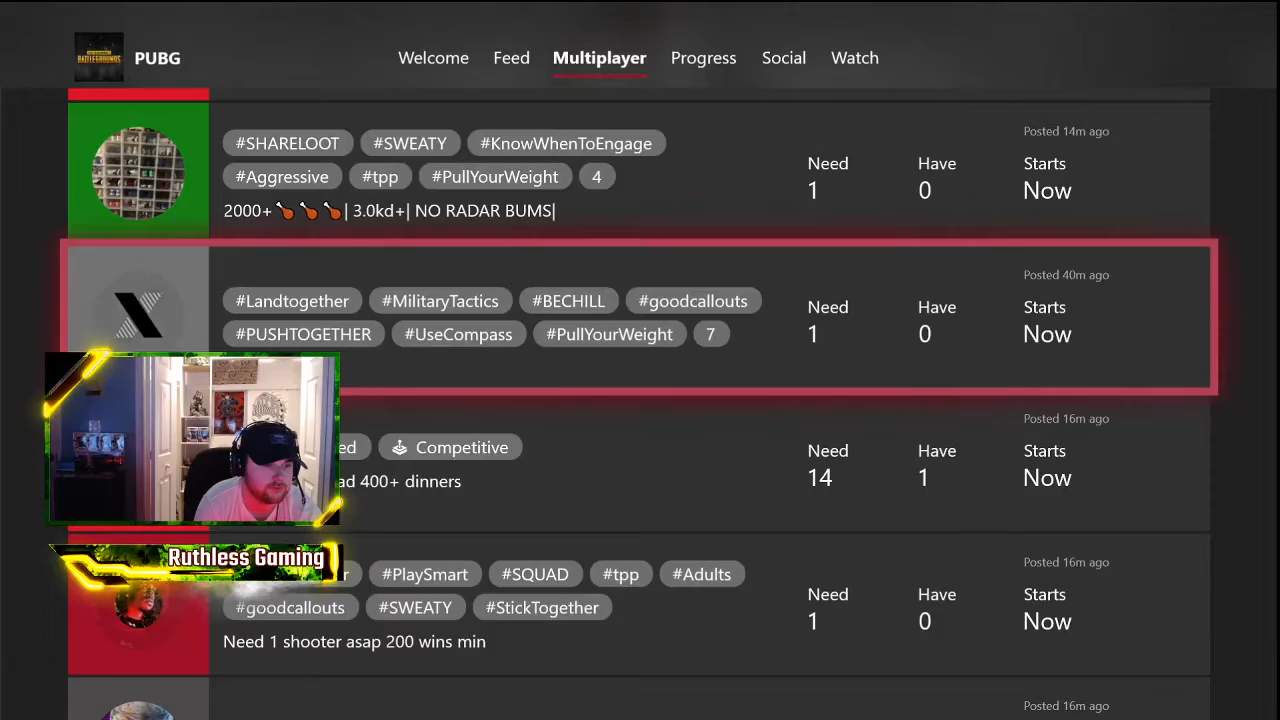 PUBG
Welcome Feed Multiplayer Progress Social Watch
BATTLEGROUNDS
Posted 14m ago
#SHARELOOT #SWEATY #KnowWhenToEngage
#Aggressive #tpp #PullYourWeight 4
2000+🍗🍗🍗| 3.0kd+| NO RADAR BUMS|
Need Have Starts
1 0 Now
Posted 40m ago
#Landtogether #MilitaryTactics #BECHILL #goodcallouts
#PUSHTOGETHER #UseCompass #PullYourWeight 7
Need Have Starts
1 0 Now
Posted 16m ago
Competitive
400+ dinners
Need Have Starts
14 1 Now
Ruthless Gaming
Posted 16m ago
#PlaySmart #SQUAD #tpp #Adults
#goodcallouts #SWEATY #StickTogether
Need 1 shooter asap 200 wins min
Need Have Starts
1 0 Now
Posted 16m ago